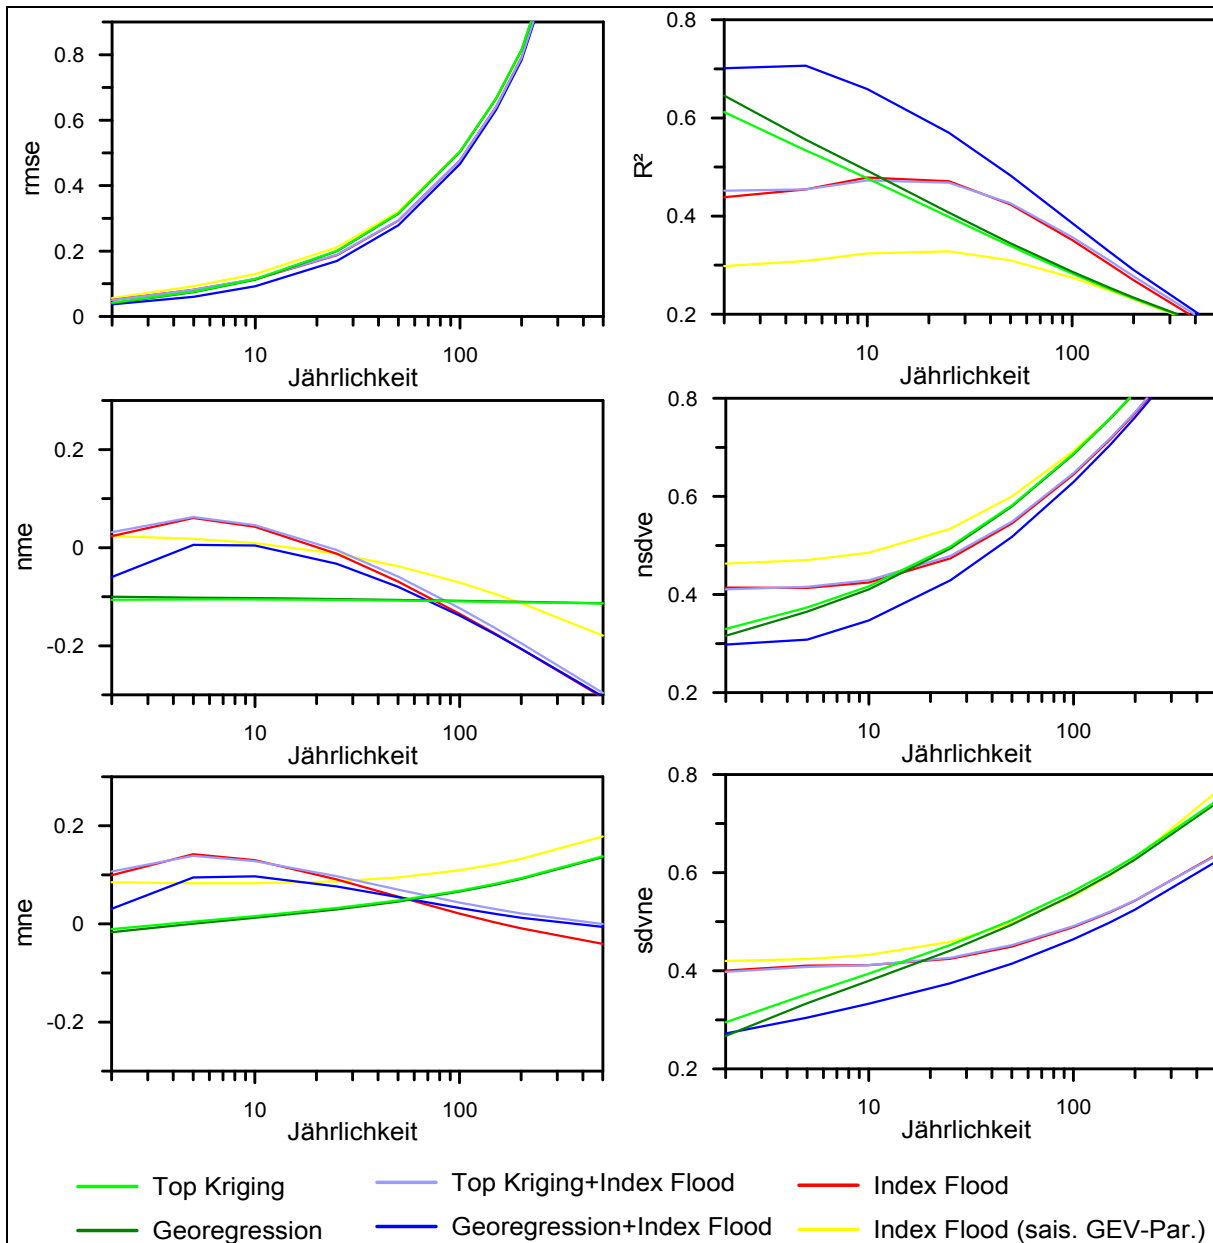 0.8
0.6
0.4
0.2
0
rmse
10
100
Jährlichkeit
0.8
0.6
0.4
0.2
R²
10
100
Jährlichkeit
0.2
0
-0.2
nme
10
100
Jährlichkeit
0.8
0.6
0.4
0.2
nsdve
10
100
Jährlichkeit
0.2
0
-0.2
mne
10
100
Jährlichkeit
0.8
0.6
0.4
0.2
sdvne
10
100
Jährlichkeit
Top Kriging
Top Kriging+Index Flood
Index Flood
Georegression
Georegression+Index Flood
Index Flood (sais. GEV-Par.)